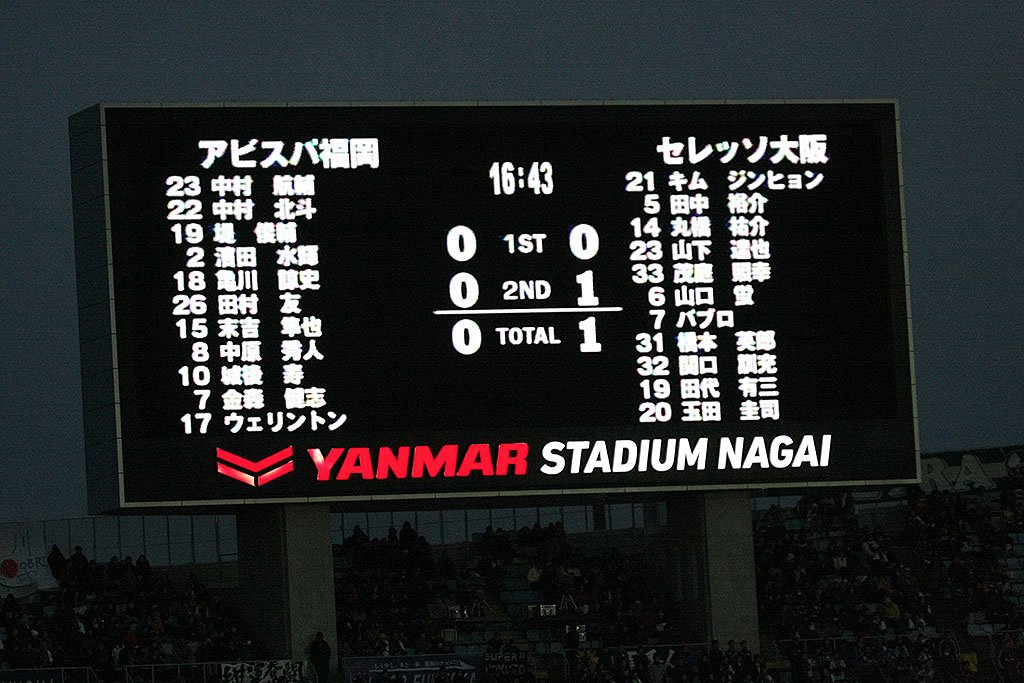 アビスパ福岡
23 中村 航輔
22 中村 北斗
19 堤 俊輔
2 濱田 水輝
18 亀川 諒史
26 田村 友
15 末吉 隼也
8 中原 秀人
10 城後 寿
7 金森 健志
17 ウェリントン
16:43
0 1ST 0
0 2ND 1
0 TOTAL 1
セレッソ大阪
21 キム ジンヒョン
5 田中 裕介
14 丸橋 祐介
23 山下 達也
33 茂庭 照幸
6 山口 蛍
7 パブロ
31 橋本 英郎
32 関口 訓充
19 田代 有三
20 玉田 圭司
YANMAR STADIUM NAGAI